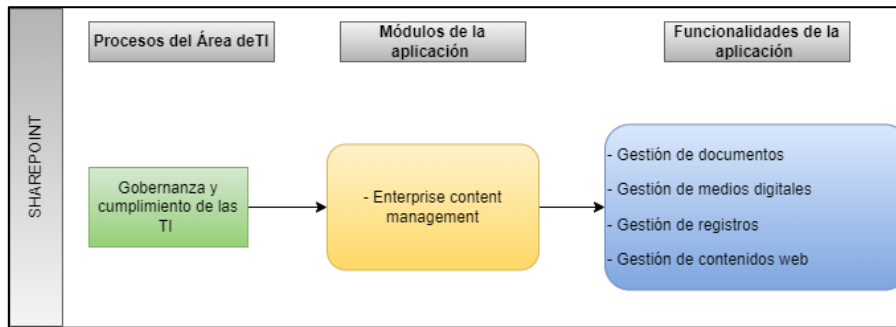 SHAREPOINT
Procesos del Área deTI
Módulos de la
aplicación
Funcionalidades de la
aplicación
Gobernanza y
cumplimiento de las
TI
- Enterprise content
management
- Gestión de documentos
- Gestión de medios digitales
- Gestión de registros
- Gestión de contenidos web